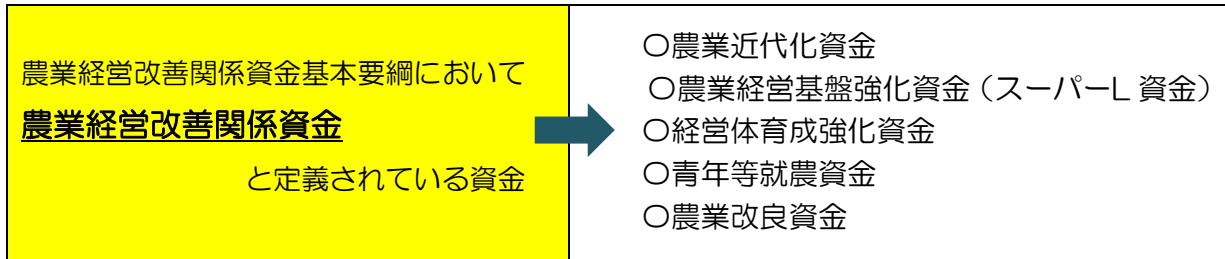 農業経営改善関係資金基本要綱において
農業経営改善関係資金
と定義されている資金
〇農業近代化資金
〇農業経営基盤強化資金（スーパーL 資金）
〇経営体育成強化資金
〇青年等就農資金
〇農業改良資金